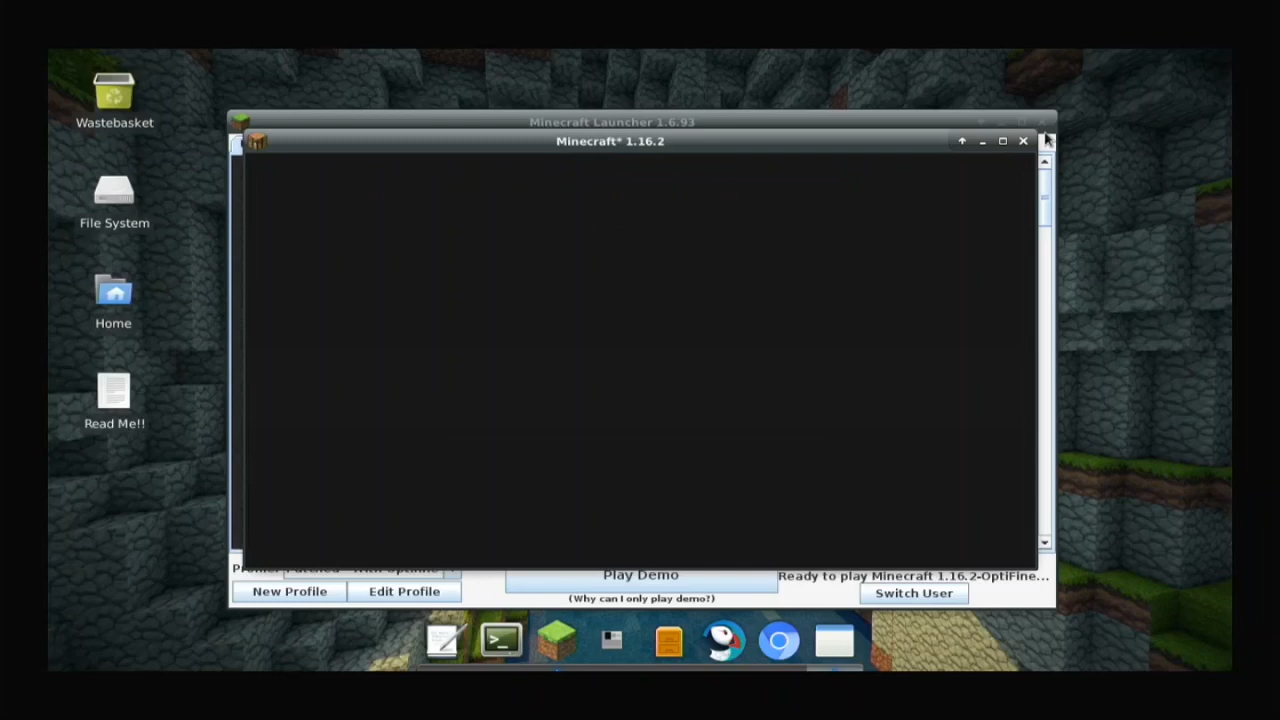 Wastebasket
File System
Home
Read Me!!
Minecraft Launcher 1.6.93
Minecraft* 1.16.2
Play Demo
(Why can I only play demo?)
Ready to play Minecraft 1.16.2-OptiFine...
New Profile
Edit Profile
Switch User
>_